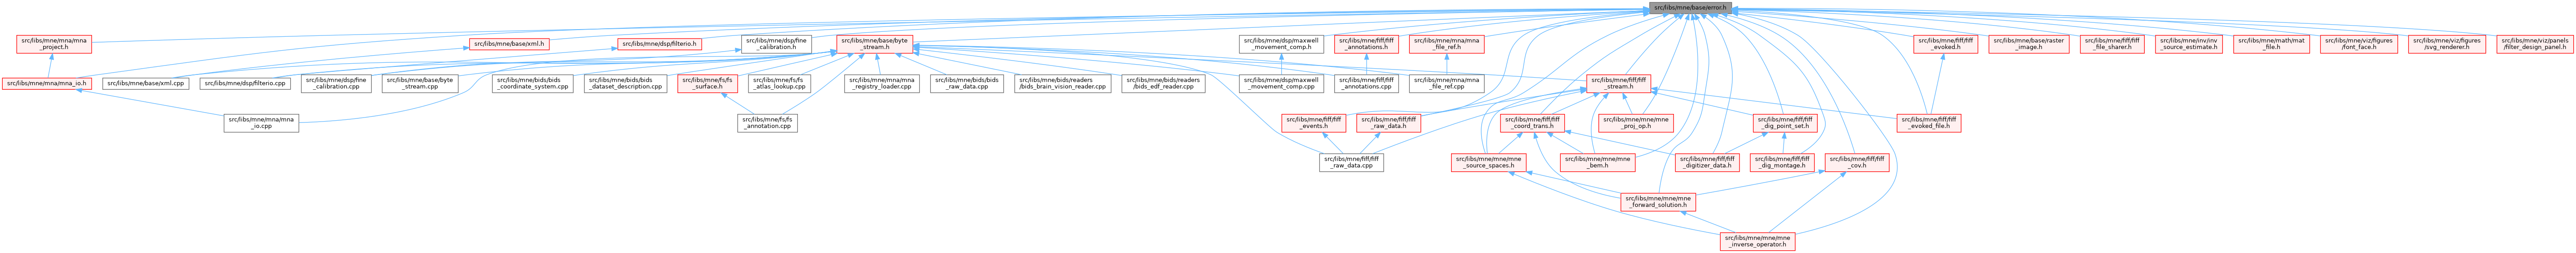 src/libs/mne/base/error.h
src/libs/mne/mna/mna
_project.h
src/libs/mne/base/xml.h
src/libs/mne/dsp/filterio.h
src/libs/mne/dsp/fine
_calibration.h
src/libs/mne/base/byte
_stream.h
src/libs/mne/dsp/maxwell
_movement_comp.h
src/libs/mne/fiff/fiff
_annotations.h
src/libs/mne/mna/mna
_file_ref.h
src/libs/mne/fiff/fiff
_evoked.h
src/libs/mne/base/raster
_image.h
src/libs/mne/fiff/fiff
_file_sharer.h
src/libs/mne/inv/inv
_source_estimate.h
src/libs/mne/math/mat
_file.h
src/libs/mne/viz/figures
/font_face.h
src/libs/mne/viz/figures
/svg_renderer.h
src/libs/mne/viz/panels
/filter_design_panel.h
src/libs/mne/mna/mna_io.h
src/libs/mne/base/xml.cpp
src/libs/mne/dsp/filterio.cpp
src/libs/mne/dsp/fine
_calibration.cpp
src/libs/mne/base/byte
_stream.cpp
src/libs/mne/bids/bids
_coordinate_system.cpp
src/libs/mne/bids/bids
_dataset_description.cpp
src/libs/mne/fs/fs
_surface.h
src/libs/mne/fs/fs
_atlas_lookup.cpp
src/libs/mne/mna/mna
_registry_loader.cpp
src/libs/mne/bids/bids
_raw_data.cpp
src/libs/mne/bids/readers
/bids_brain_vision_reader.cpp
src/libs/mne/bids/readers
/bids_edf_reader.cpp
src/libs/mne/dsp/maxwell
_movement_comp.cpp
src/libs/mne/fiff/fiff
_annotations.cpp
src/libs/mne/mna/mna
_file_ref.cpp
src/libs/mne/fiff/fiff
_stream.h
src/libs/mne/mna/mna
_io.cpp
src/libs/mne/fs/fs
_annotation.cpp
src/libs/mne/fiff/fiff
_events.h
src/libs/mne/fiff/fiff
_raw_data.h
src/libs/mne/fiff/fiff
_coord_trans.h
src/libs/mne/mne/mne
_proj_op.h
src/libs/mne/fiff/fiff
_dig_point_set.h
src/libs/mne/fiff/fiff
_evoked_file.h
src/libs/mne/fiff/fiff
_raw_data.cpp
src/libs/mne/mne/mne
_source_spaces.h
src/libs/mne/mne/mne
_bem.h
src/libs/mne/fiff/fiff
_digitizer_data.h
src/libs/mne/fiff/fiff
_dig_montage.h
src/libs/mne/fiff/fiff
_cov.h
src/libs/mne/mne/mne
_forward_solution.h
src/libs/mne/mne/mne
_inverse_operator.h